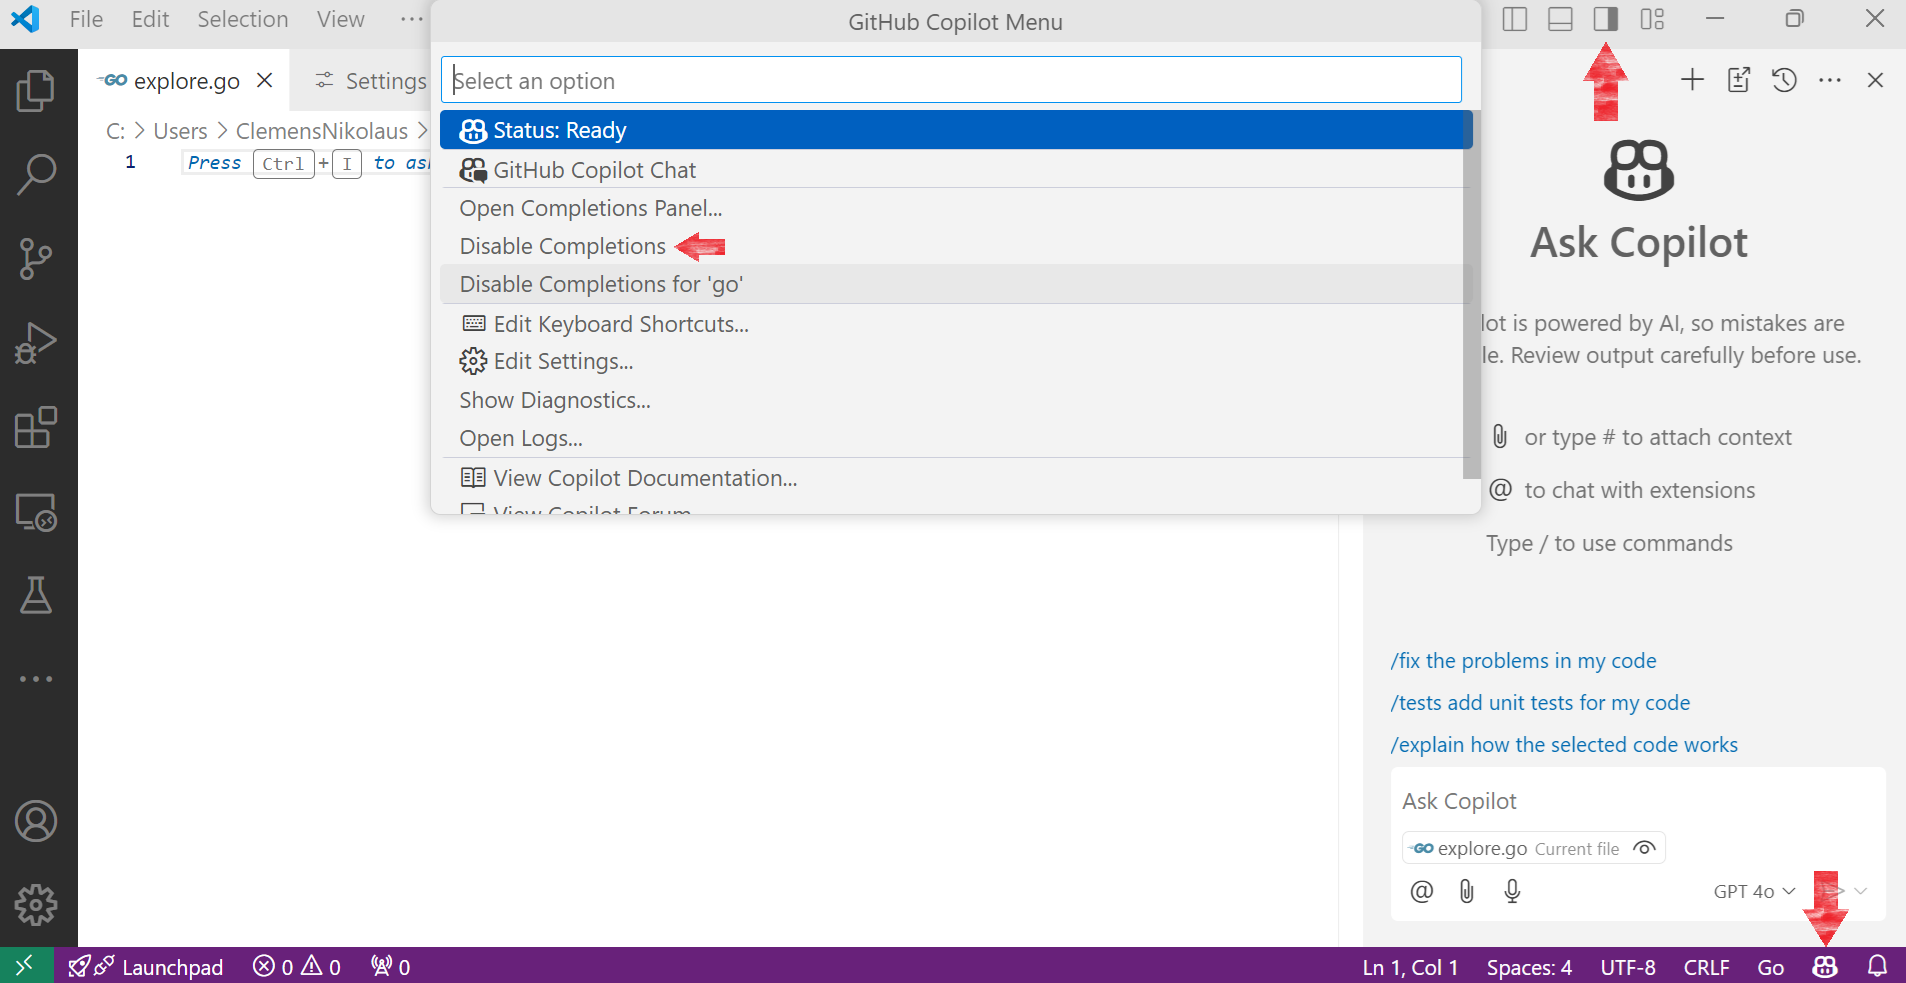 File Edit Selection View ···
GitHub Copilot Menu
Select an option
explore.go
Settings
C: > Users > ClemensNikolaus >
1 Press Ctrl + I to
Status: Ready
GitHub Copilot Chat
Open Completions Panel...
Disable Completions
Disable Completions for 'go'
Edit Keyboard Shortcuts...
Edit Settings...
Show Diagnostics...
Open Logs...
View Copilot Documentation...
View Copilot Forum
Ask Copilot
is powered by AI, so mistakes are
Review output carefully before use.
or type # to attach context
@ to chat with extensions
Type / to use commands
/fix the problems in my code
/tests add unit tests for my code
/explain how the selected code works
Ask Copilot
GO explore.go Current file
@ GPT 4o
Launchpad 0 0 0 Ln 1, Col 1 Spaces: 4 UTF-8 CRLF Go